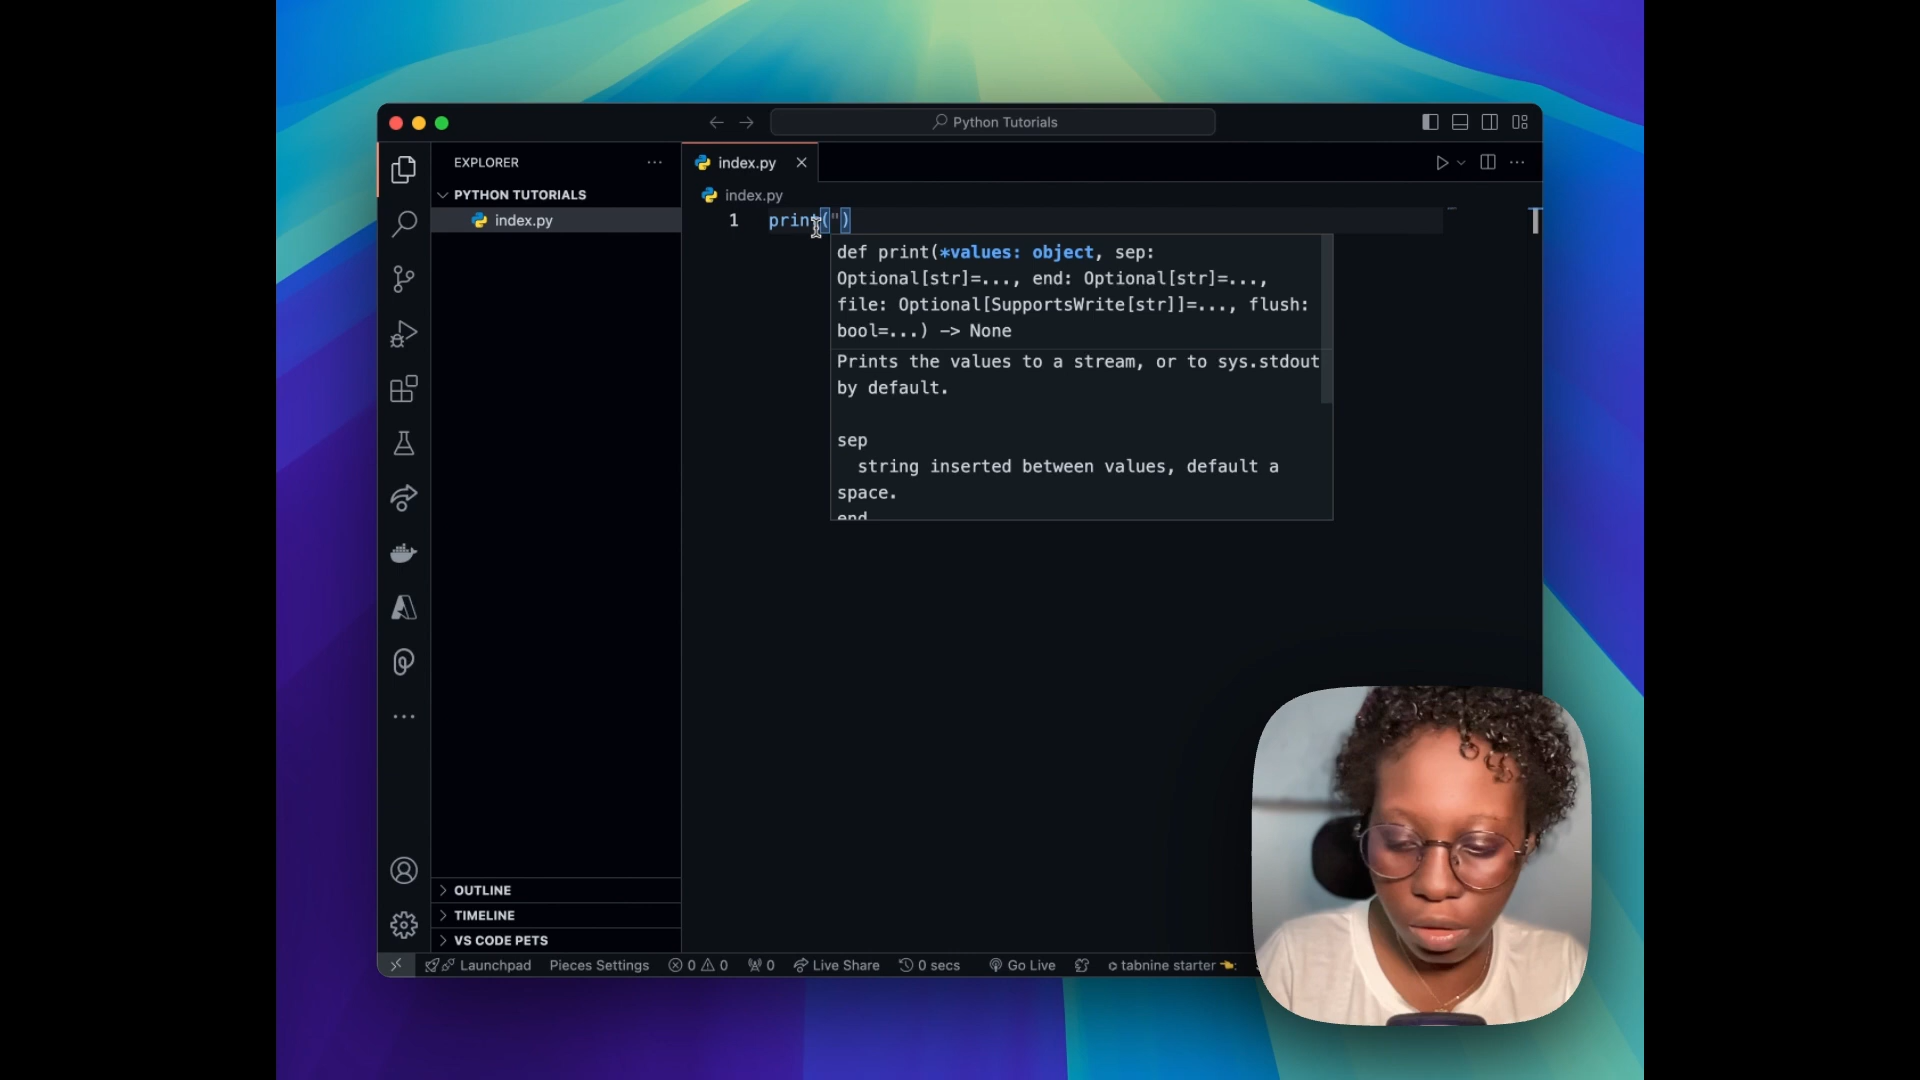 Python Tutorials
EXPLORER
index.py
PYTHON TUTORIALS
index.py
index.py
1 print(")
def print(*values: object, sep:
Optional[str]=..., end: Optional[str]=...,
file: Optional[SupportsWrite[str]]=..., flush:
bool=...) -> None
Prints the values to a stream, or to sys.stdout
by default.
sep
string inserted between values, default a
space.
end
OUTLINE
TIMELINE
VS CODE PETS
Launchpad Pieces Settings 0 0 0 Live Share 0 secs Go Live tabnine starter